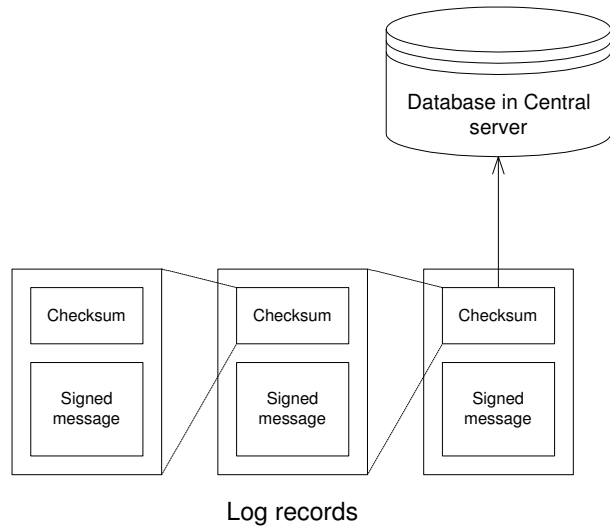 Database in Central
server
Checksum
Checksum
Checksum
Signed
message
Signed
message
Signed
message
Log records